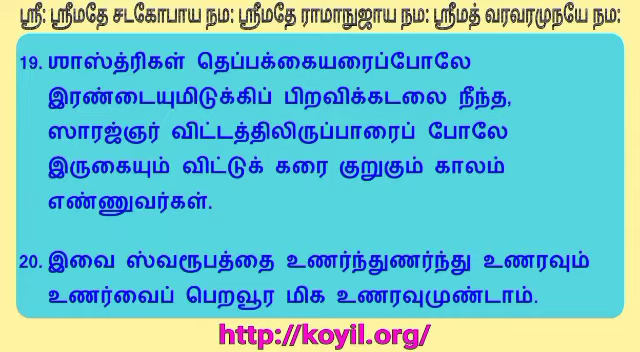 ஸ்ரீ: ஸ்ரீமதே சடகோபாய நம: ஸ்ரீமதே ராமாநுஜாய நம: ஸ்ரீமத் வரவரமுநயே நம:
19. ஶாஸ்த்ரிகள் தெப்பக்கையரைப்போலே
இரண்டையுமிடுக்கிப் பிறவிக்கடலை நீந்த,
ஸாரஜ்ஞர் விட்டத்திலிருப்பாரைப் போலே
இருகையும் விட்டுக் கரை குறுகும் காலம்
எண்ணுவர்கள்.
20. இவை ஸ்வரூபத்தை உணர்ந்துணர்ந்து உணரவும்
உணர்வைப் பெறவூர மிக உணரவுமுண்டாம்.
http://koyil.org/